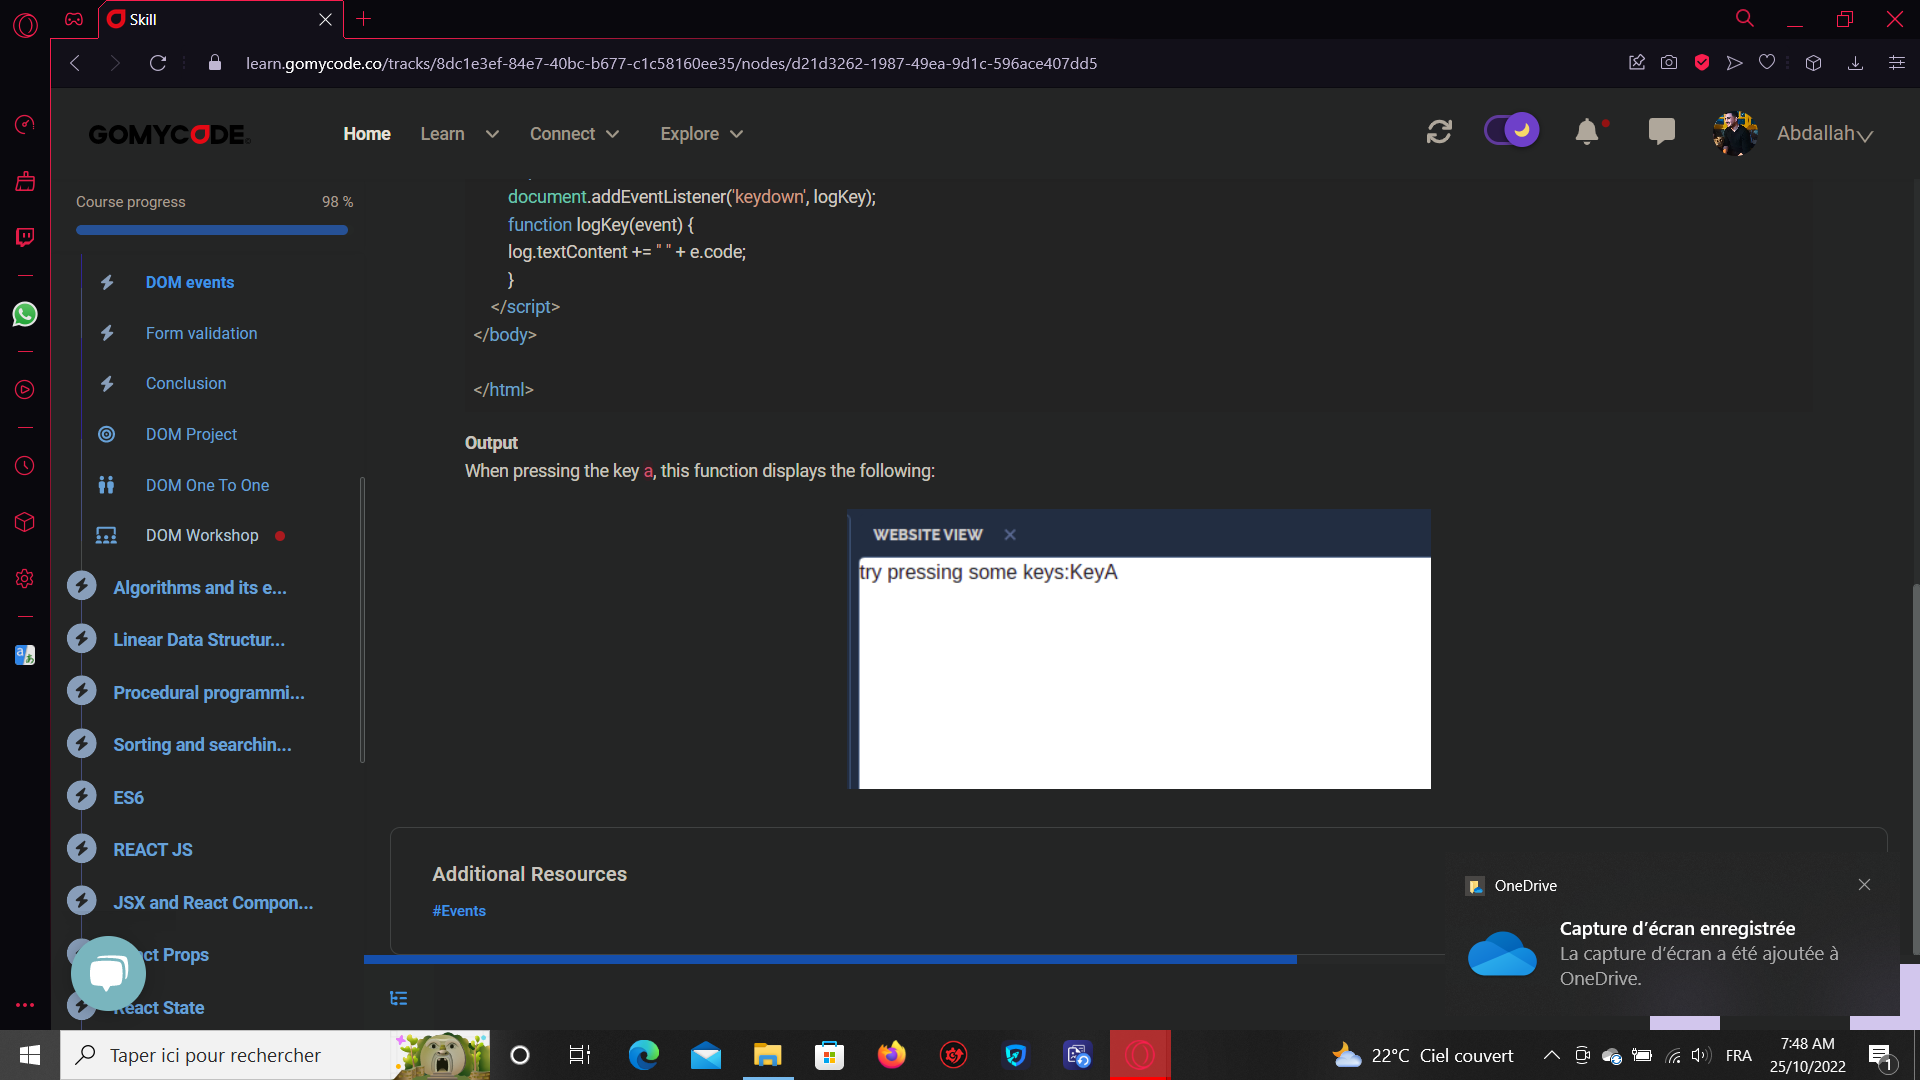 Skill
learn.gomycode.co/tracks/8dc1e3ef-84e7-40bc-b677-c1c58160ee35/nodes/d21d3262-1987-49ea-9d1c-596ace407dd5
GOMYCODE
Home
Learn
Connect
Explore
Abdallah
Course progress
98 %
DOM events
Form validation
Conclusion
DOM Project
DOM One To One
DOM Workshop
Algorithms and its e...
Linear Data Structur...
Procedural programmi...
Sorting and searchin...
ES6
REACT JS
JSX and React Compon...
ct Props
React State
document.addEventListener('keydown', logKey);
function logKey(event) {
log.textContent += " " + e.code;
}
</script>
</body>
</html>
Output
When pressing the key a, this function displays the following:
WEBSITE VIEW
try pressing some keys:KeyA
Additional Resources
#Events
OneDrive
Capture d'écran enregistrée
La capture d'écran a été ajoutée à
OneDrive.
Taper ici pour rechercher
22°C Ciel couvert
FRA
7:48 AM
25/10/2022
1